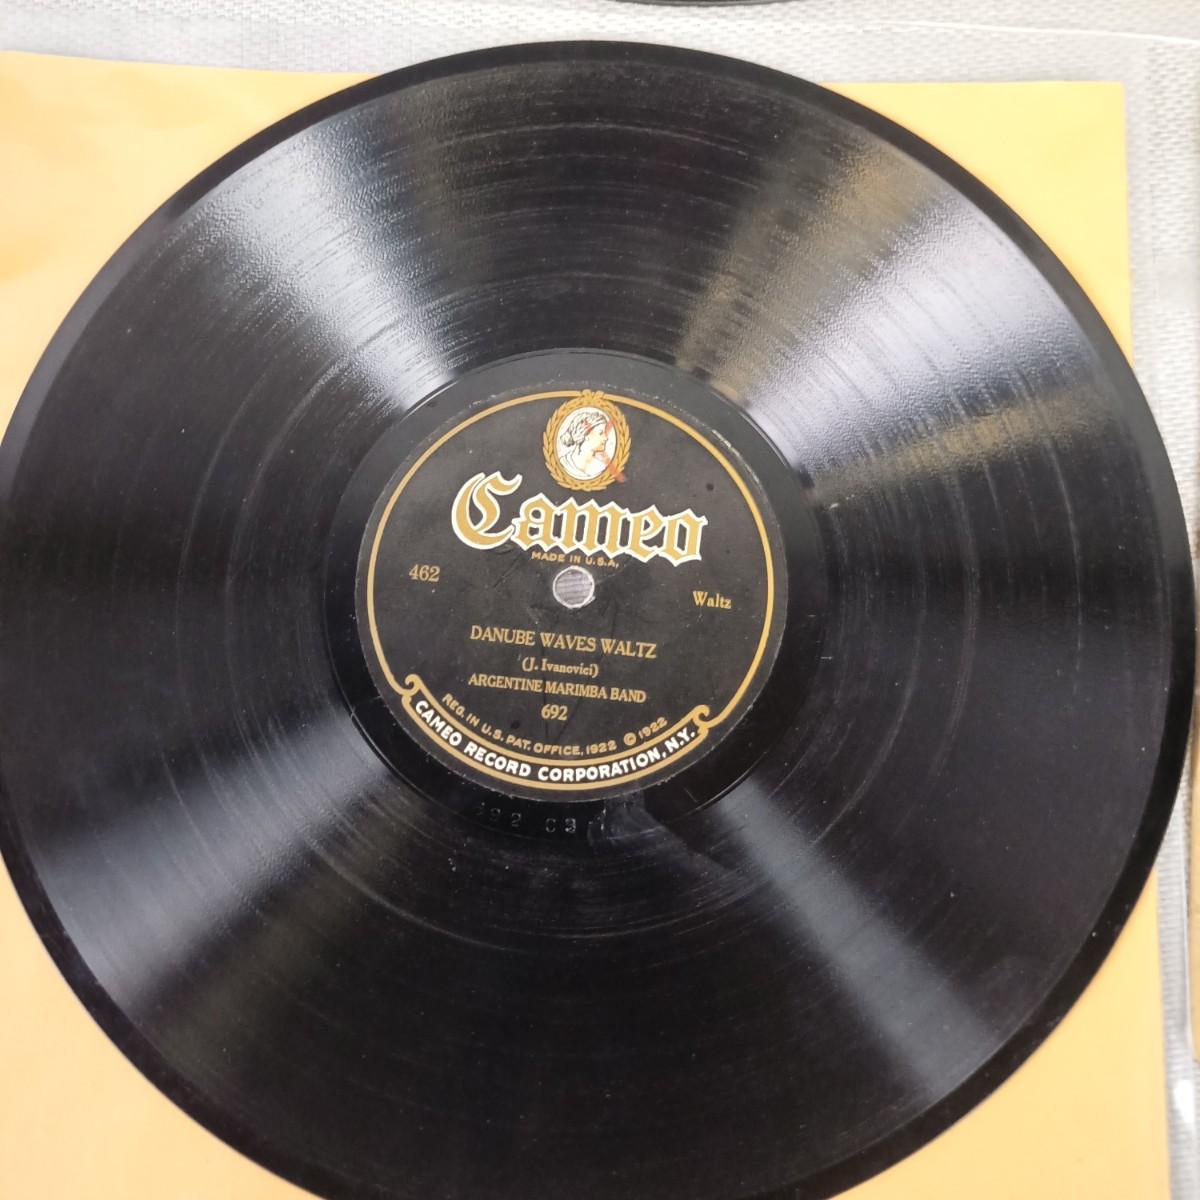 Cameo
MADE IN U.S.A.
462
Waltz
DANUBE WAVES WALTZ
(J. Ivanovici)
ARGENTINE MARIMBA BAND
692
REG. IN U.S. PAT. OFFICE, 1922 © 1922
CAMEO RECORD CORPORATION, N.Y.